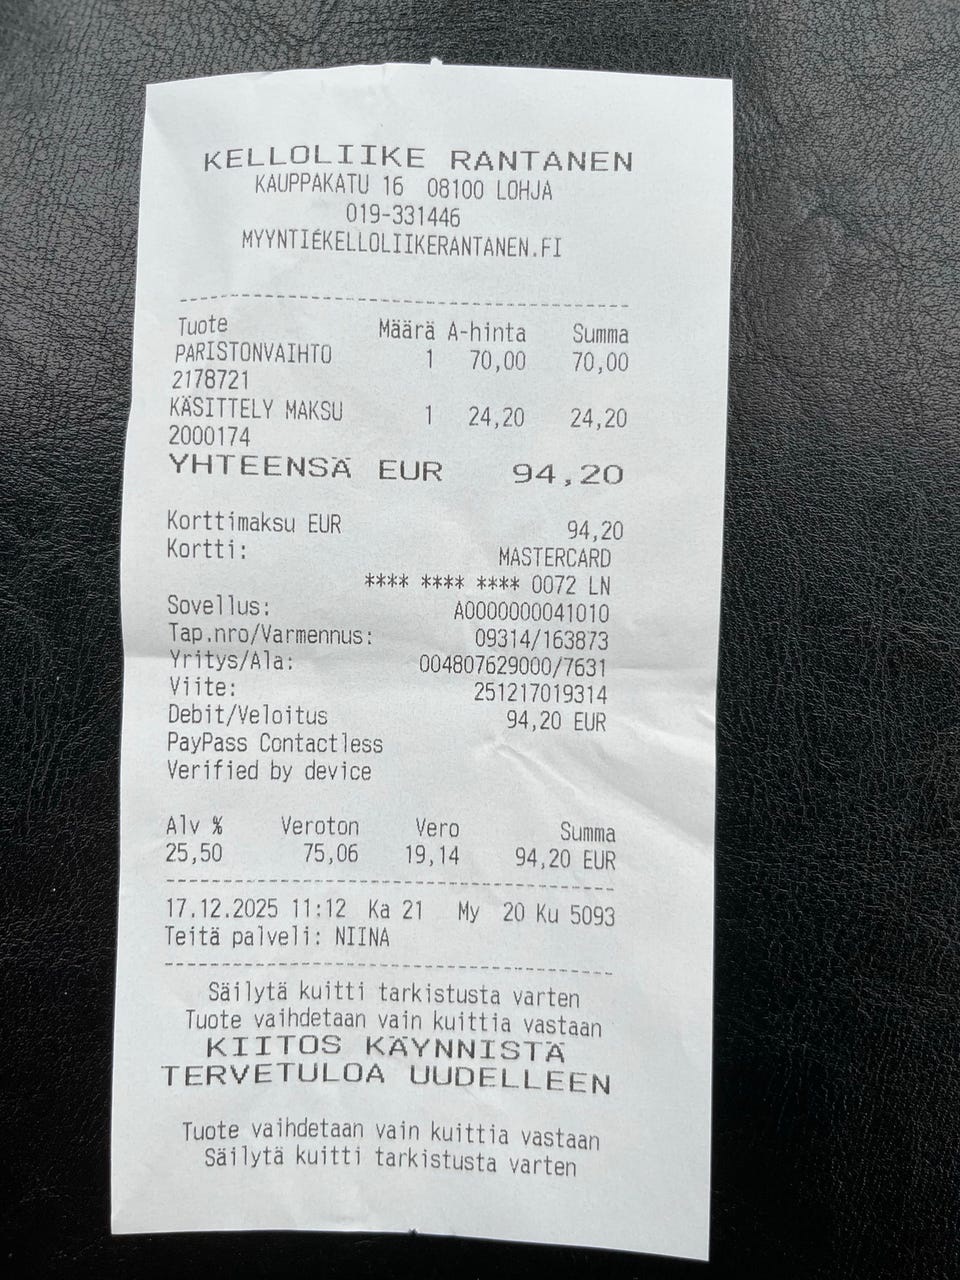 KELLOLIIKE RANTANEN
KAUPPAKATU 16 08100 LOHJA
019-331446
MYYNTIÉKELLOLIIKERANTANEN.FI
Tuote Määrä A-hinta Summa
PARISTONVAIHTO 1 70,00 70,00
2178721
KÄSITTELY MAKSU 1 24,20 24,20
2000174
YHTEENSÄ EUR 94,20
Korttimaksu EUR 94,20
Kortti: MASTERCARD
**** **** **** 0072 LN
Sovellus: A0000000041010
Tap.nro/Varmennus: 09314/163873
Yritys/Ala: 004807629000/7631
Viite: 251217019314
Debit/Veloitus 94,20 EUR
PayPass Contactless
Verified by device
Alv % Veroton Vero Summa
25,50 75,06 19,14 94,20 EUR
17.12.2025 11:12 Ka 21 My 20 Ku 5093
Teitä palveli: NIINA
Säilytä kuitti tarkistusta varten
Tuote vaihdetaan vain kuittia vastaan
KIITOS KÄYNNISTÄ
TERVETULOA UUDELLEEN
Tuote vaihdetaan vain kuittia vastaan
Säilytä kuitti tarkistusta varten